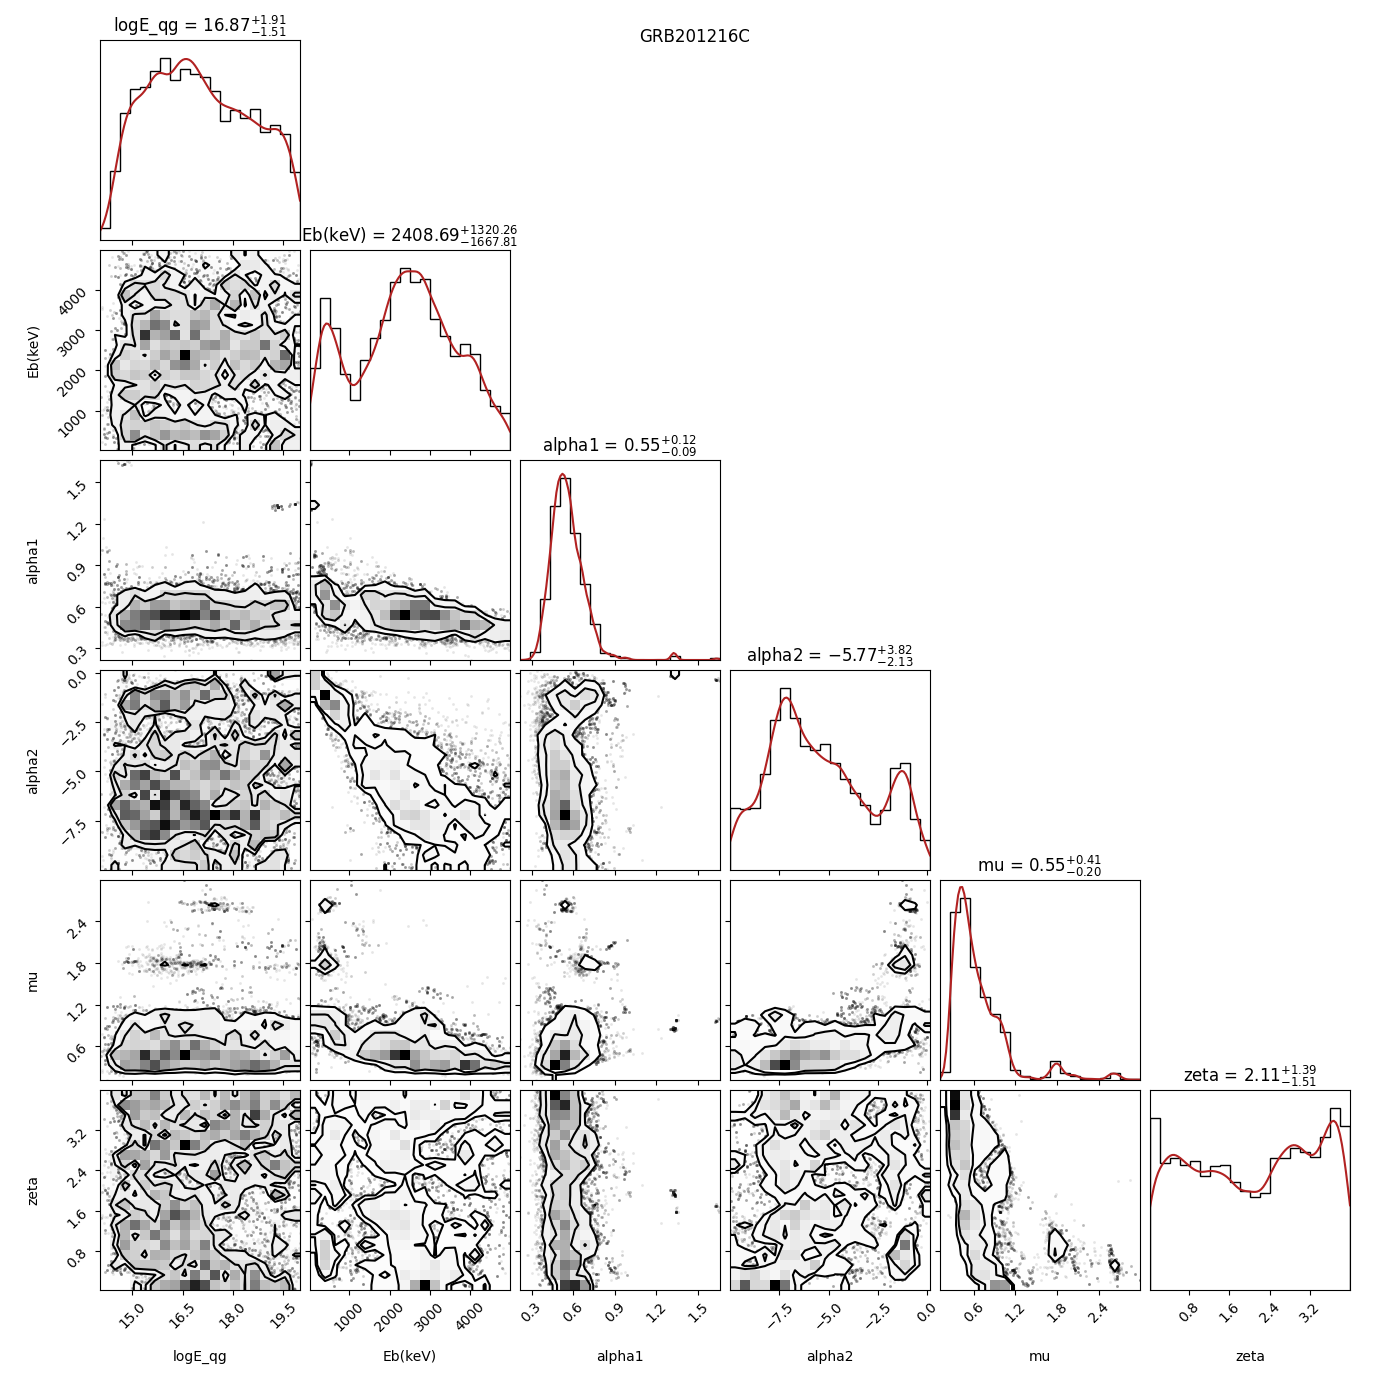 GRB201216C
logE_qg = 16.87+1.91−1.51
Eb(keV) = 2408.69+1320.26−1667.81
4000
3000
2000
1000
Eb(keV)
alpha1 = 0.55+0.12−0.09
1.5
1.2
0.9
0.6
0.3
alpha1
alpha2 = −5.77+3.82−2.13
0.0
−2.5
−5.0
−7.5
alpha2
mu = 0.55+0.41−0.20
2.4
1.8
1.2
0.6
mu
zeta = 2.11+1.39−1.51
3.2
2.4
1.6
0.8
zeta
15.0 16.5 18.0 19.5
1000 2000 3000 4000
0.3 0.6 0.9 1.2 1.5
−7.5 −5.0 −2.5 0.0
0.6 1.2 1.8 2.4
0.8 1.6 2.4 3.2
logE_qg Eb(keV) alpha1 alpha2 mu zeta